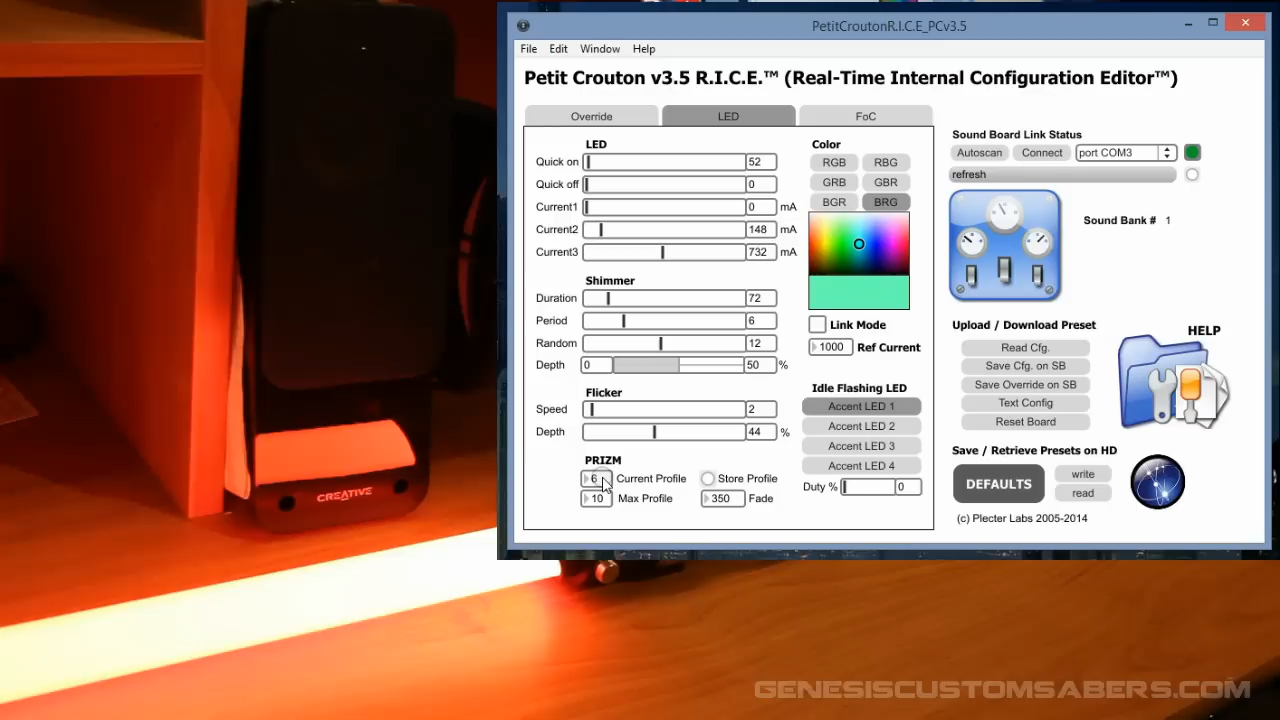 PetitCroutonR.I.C.E_PCv3.5
File Edit Window Help
Petit Crouton v3.5 R.I.C.E.™ (Real-Time Internal Configuration Editor™)
Override LED FoC
LED
Quick on 52
Quick off 0
Current1 0 mA
Current2 148 mA
Current3 732 mA
Shimmer
Duration 72
Period 6
Random 12
Depth 0 50 %
Flicker
Speed 2
Depth 44 %
PRIZM
6 Current Profile Store Profile
10 Max Profile 350 Fade
Color
RGB RBG
GRB GBR
BGR BRG
Link Mode
1000 Ref Current
Idle Flashing LED
Accent LED 1
Accent LED 2
Accent LED 3
Accent LED 4
Duty % 0
Sound Board Link Status
Autoscan Connect port COM3
refresh
Sound Bank # 1
Upload / Download Preset
Read Cfg.
Save Cfg. on SB
Save Override on SB
Text Config
Reset Board
HELP
Save / Retrieve Presets on HD
DEFAULTS write
read
(c) Plecter Labs 2005-2014
CREATIVE
GENESISCUSTOMSABERS.COM